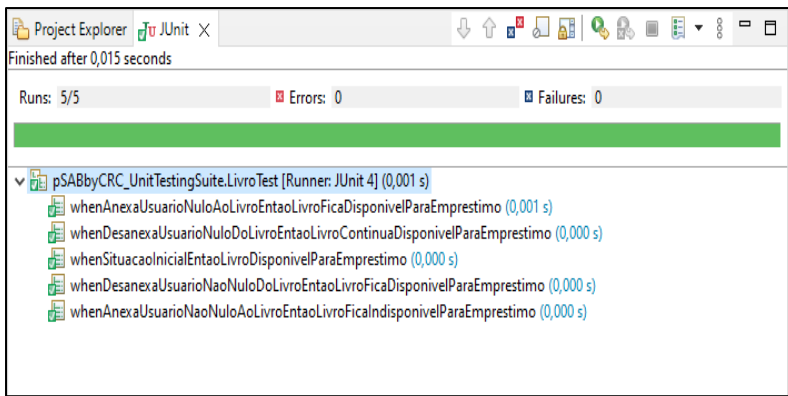 Project Explorer JUnit
Finished after 0,015 seconds
Runs: 5/5 Errors: 0 Failures: 0
pSABbyCRC_UnitTestingSuite.LivroTest [Runner: JUnit 4] (0,001 s)
whenAnexaUsuarioNuloAoLivroEntaoLivroFicaDisponivelParaEmprestimo (0,001 s)
whenDesanexaUsuarioNuloDoLivroEntaoLivroContinuaDisponivelParaEmprestimo (0,000 s)
whenSituacaoInicialEntaoLivroDisponivelParaEmprestimo (0,000 s)
whenDesanexaUsuarioNaoNuloDoLivroEntaoLivroFicaDisponivelParaEmprestimo (0,000 s)
whenAnexaUsuarioNaoNuloAoLivroEntaoLivroFicaIndisponivelParaEmprestimo (0,000 s)